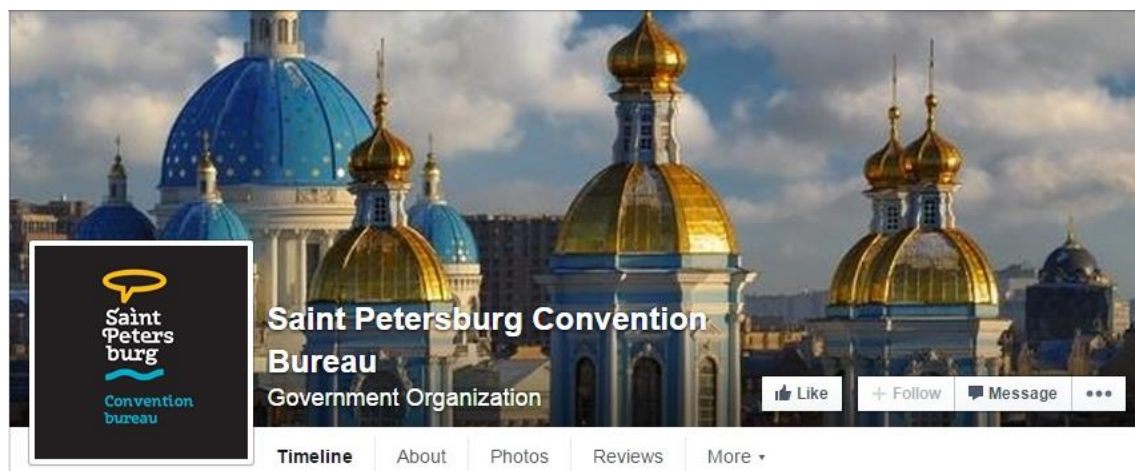 Saint
Peters
burg
Convention
bureau
Saint Petersburg Convention
Bureau
Government Organization
Like
+ Follow
Message
•••
Timeline
About
Photos
Reviews
More